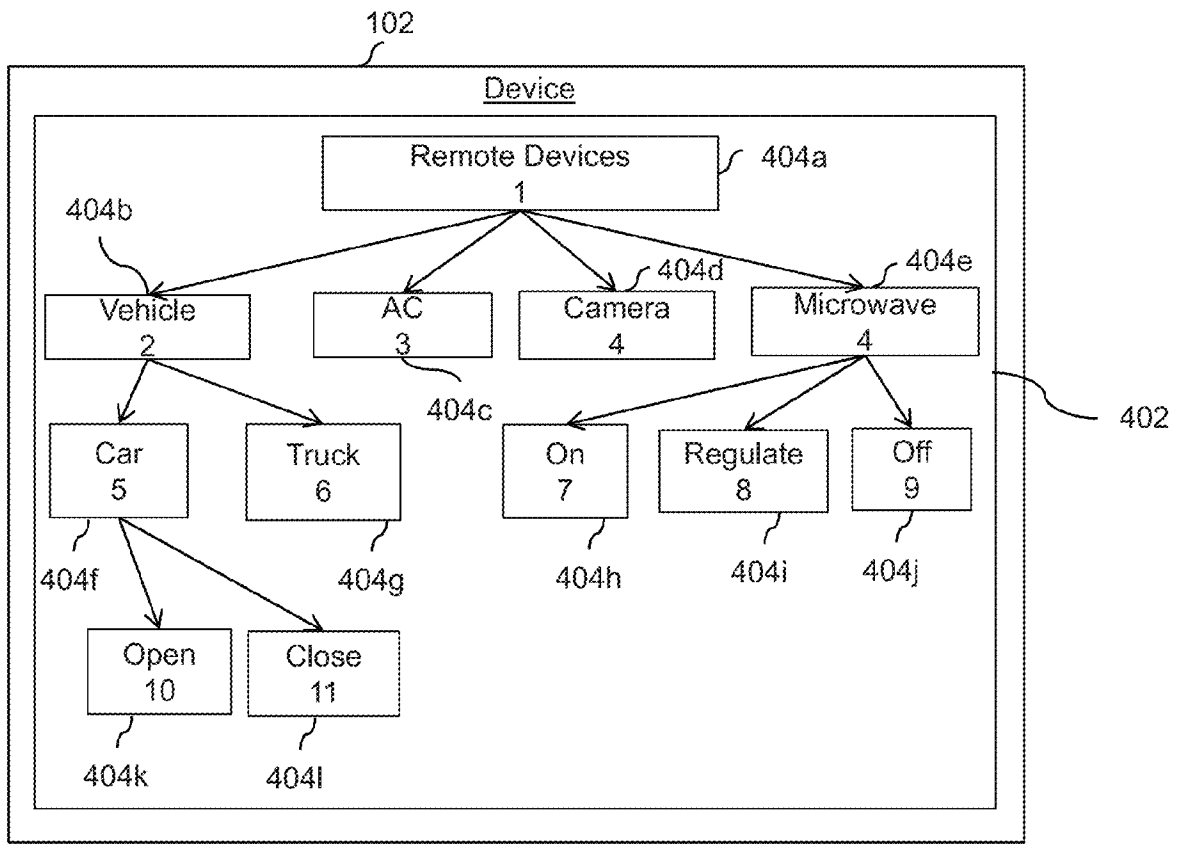 102
Device
Remote Devices
1
404a
404b
404d
404e
Vehicle
2
AC
3
Camera
4
Microwave
4
404c
402
Car
5
Truck
6
On
7
Regulate
8
Off
9
404f
404g
404h
404i
404j
Open
10
Close
11
404k
404l